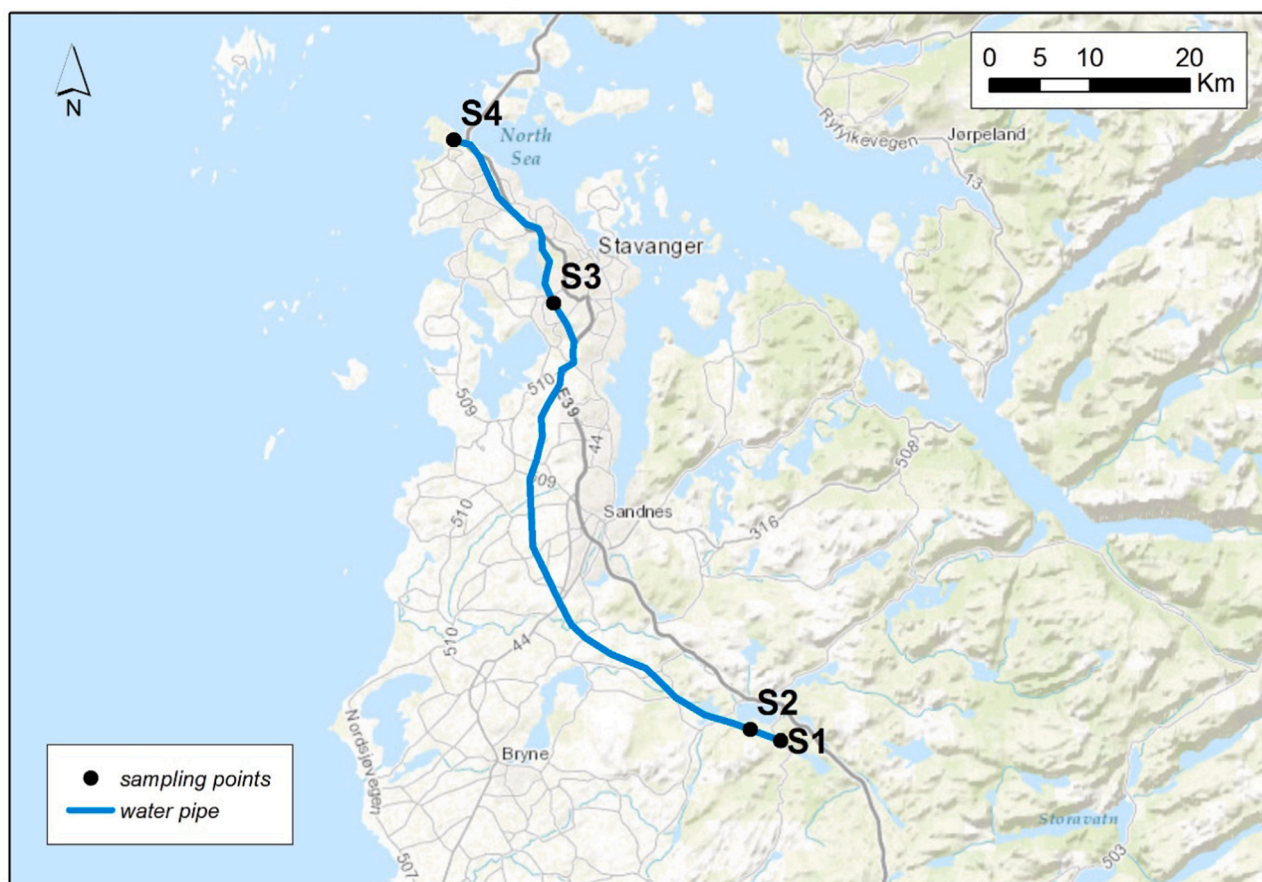 0 5 10 20
Km
N
S4
North
Sea
Ryfylkevegen
Jørpeland
13
Stavanger
S3
510
E39
509
44
508
509
510
Sandnes
316
510
44
S2
S1
Nordsjøvegen
Bryne
Storavatn
503
507
sampling points
water pipe